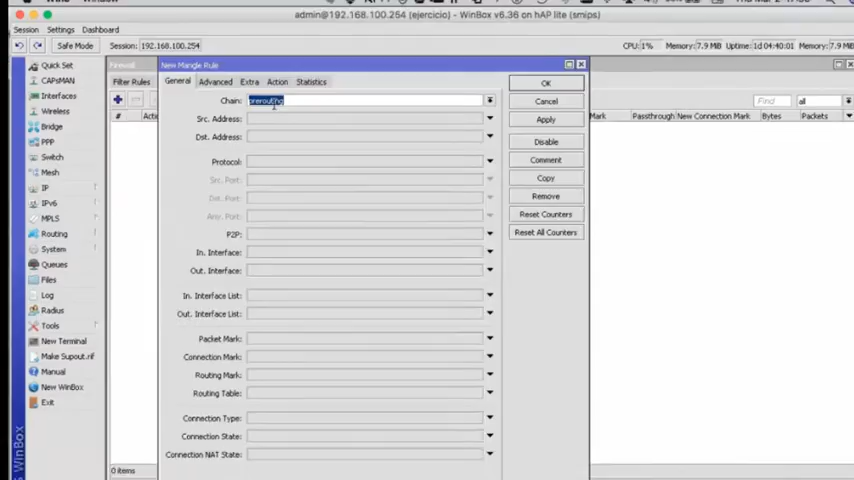 admin@192.168.100.254 (ejercicio) - WinBox v6.36 on hAP lite (smips)
Session Settings Dashboard
Safe Mode Session: 192.168.100.254 CPU: 1% Memory: 7.9 MiB Uptime: 1d 04:40:01 Memory: 7.9 MiB
Quick Set
CAPsMAN
Interfaces
Wireless
Bridge
PPP
Switch
Mesh
IP
IPv6
MPLS
Routing
System
Queues
Files
Log
Radius
Tools
New Terminal
Make Supout.rif
Manual
New WinBox
Exit
WinBox
Firewall
Filter Rules
#
0 items
New Mangle Rule
General Advanced Extra Action Statistics
Chain: prerouting
Src. Address:
Dst. Address:
Protocol:
Src. Port:
Dst. Port:
Any. Port:
P2P:
In. Interface:
Out. Interface:
In. Interface List:
Out. Interface List:
Packet Mark:
Connection Mark:
Routing Mark:
Routing Table:
Connection Type:
Connection State:
Connection NAT State:
OK
Cancel
Apply
Disable
Comment
Copy
Remove
Reset Counters
Reset All Counters
Find all
Mark Passthrough New Connection Mark Bytes Packets